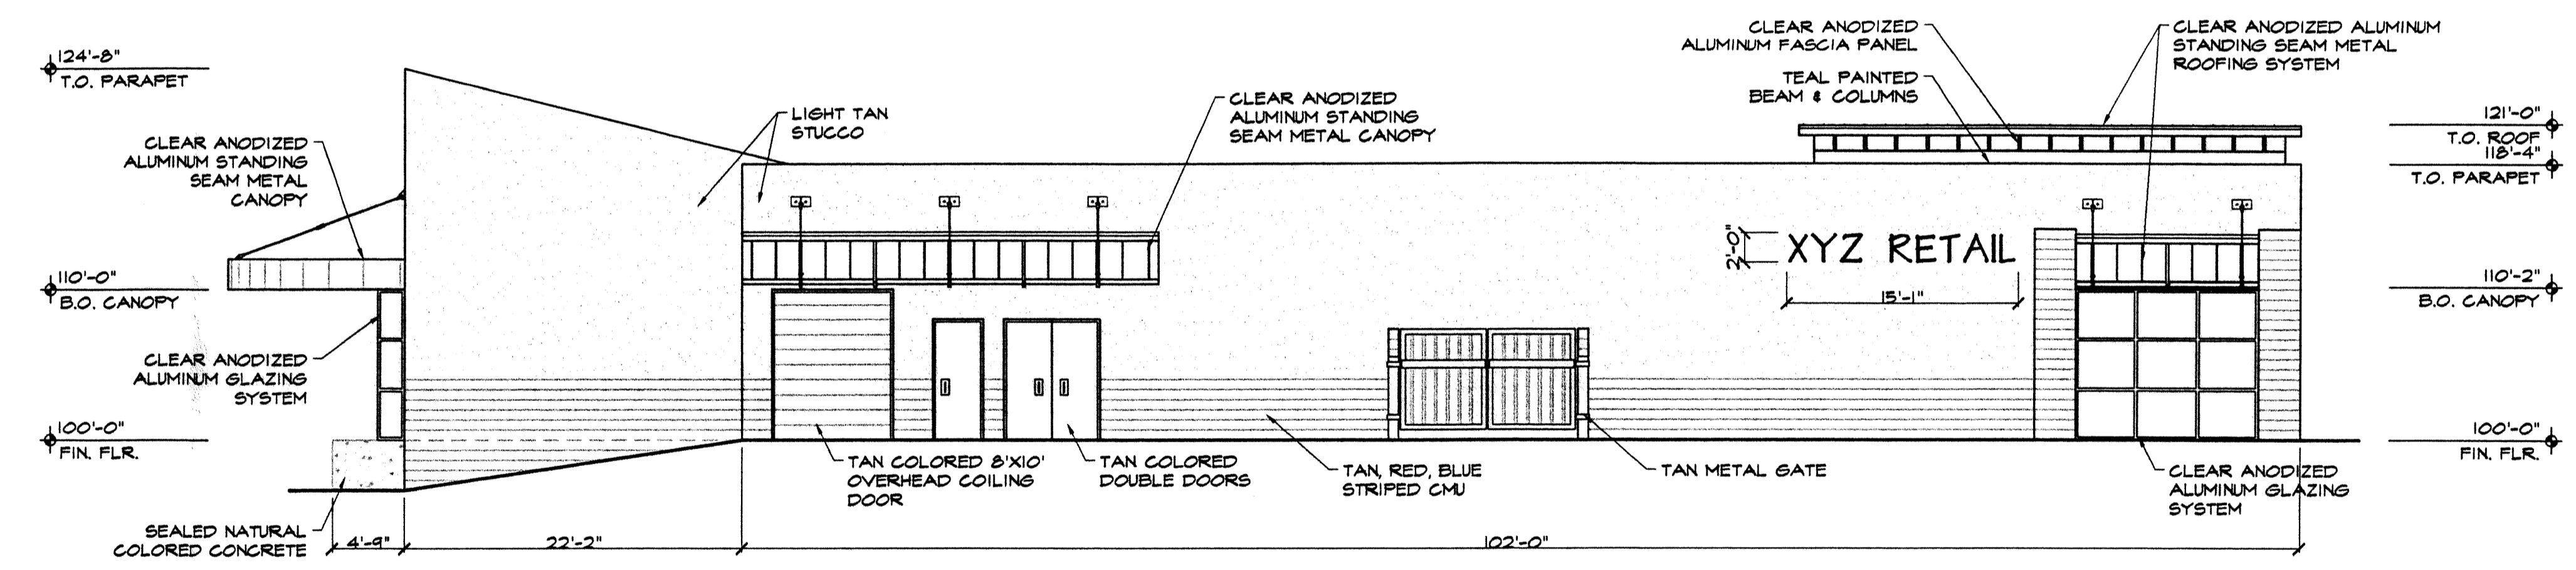 124'-8"
T.O. PARAPET
CLEAR ANODIZED
ALUMINUM STANDING
SEAM METAL
CANOPY
110'-0"
B.O. CANOPY
CLEAR ANODIZED
ALUMINUM GLAZING
SYSTEM
100'-0"
FIN. FLR.
SEALED NATURAL
COLORED CONCRETE
4'-9"
22'-2"
102'-0"
LIGHT TAN
STUCCO
CLEAR ANODIZED
ALUMINUM STANDING
SEAM METAL CANOPY
TAN COLORED 8'X10'
OVERHEAD COILING
DOOR
TAN COLORED
DOUBLE DOORS
TAN, RED, BLUE
STRIPED CMU
TAN METAL GATE
2'-0"
XYZ RETAIL
15'-1"
CLEAR ANODIZED
ALUMINUM FASCIA PANEL
TEAL PAINTED
BEAM & COLUMNS
CLEAR ANODIZED ALUMINUM
STANDING SEAM METAL
ROOFING SYSTEM
121'-0"
T.O. ROOF
118'-4"
T.O. PARAPET
110'-2"
B.O. CANOPY
100'-0"
FIN. FLR.
CLEAR ANODIZED
ALUMINUM GLAZING
SYSTEM